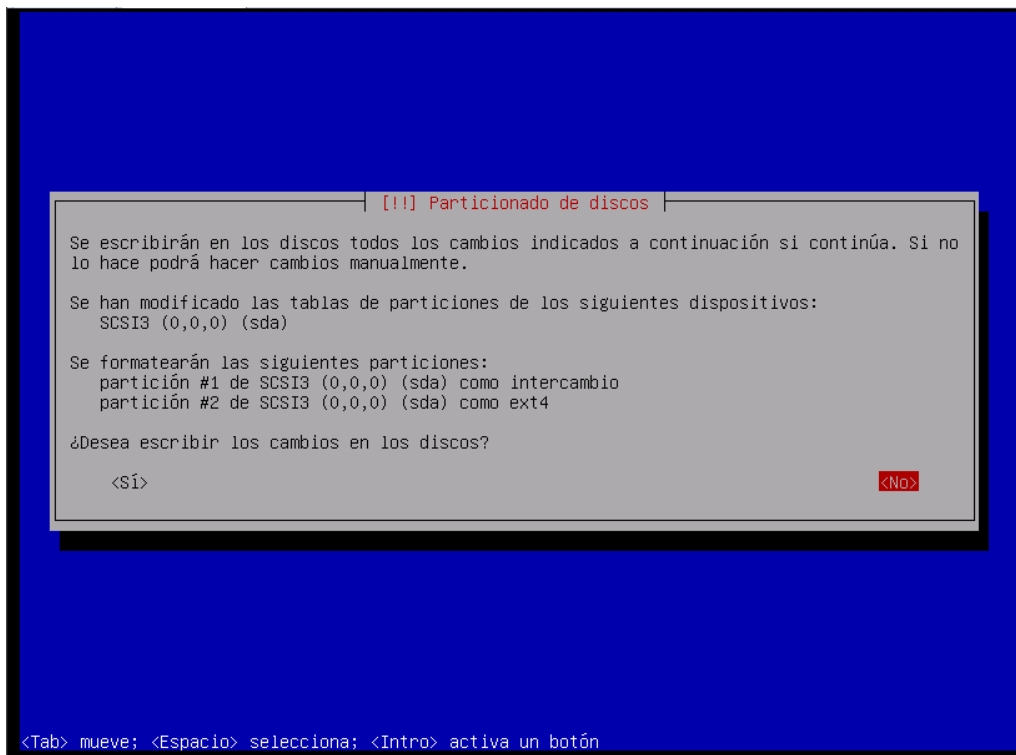 [!!] Particionado de discos
Se escribirán en los discos todos los cambios indicados a continuación si continúa. Si no
lo hace podrá hacer cambios manualmente.
Se han modificado las tablas de particiones de los siguientes dispositivos:
SCSI3 (0,0,0) (sda)
Se formatearán las siguientes particiones:
partición #1 de SCSI3 (0,0,0) (sda) como intercambio
partición #2 de SCSI3 (0,0,0) (sda) como ext4
¿Desea escribir los cambios en los discos?
<Sí> <No>
<Tab> mueve; <Espacio> selecciona; <Intro> activa un botón